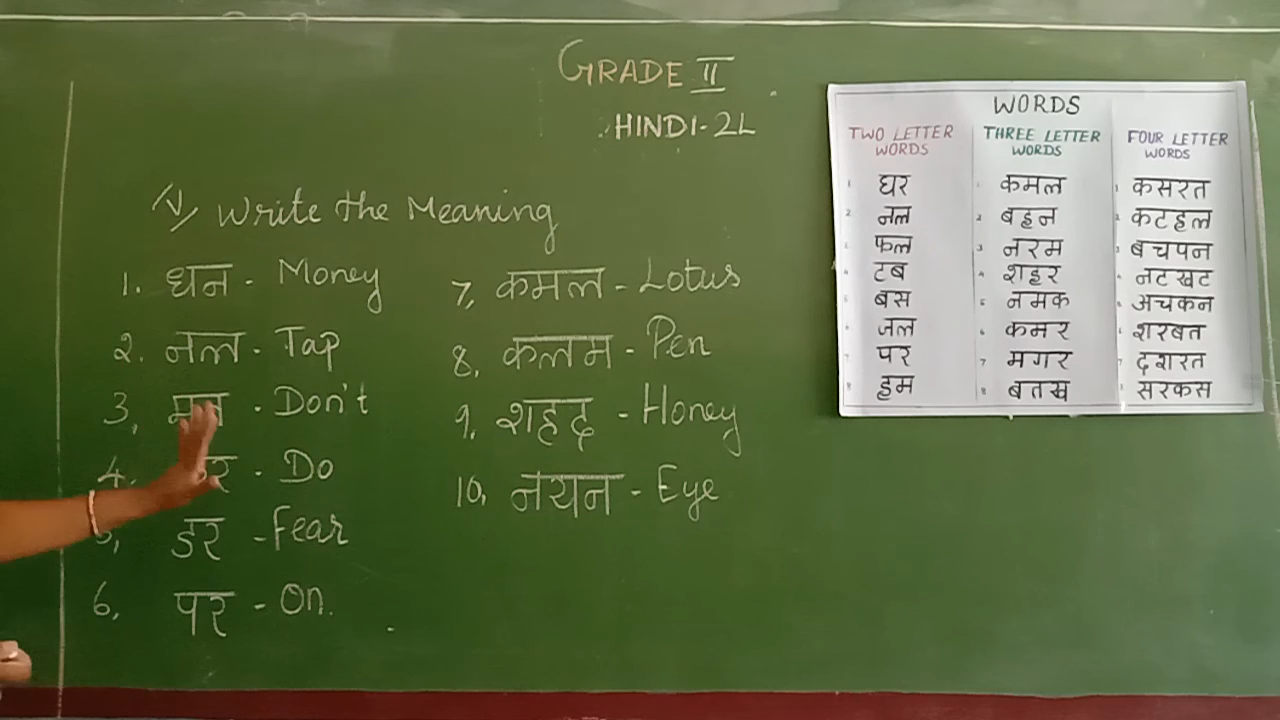 GRADE II
HINDI-2L
V) Write the Meaning
1. धन - Money
2. नल - Tap
3, - Don't
4. - Do
5, डर - Fear
6, पर - On.
7, कमल - Lotus
8, कलम - Pen
9, शहद - Honey
10, नयन - Eye
WORDS
TWO LETTER WORDS
1 घर
2 नल
3 फल
4 टब
5 बस
6 जल
7 पर
8 हम
THREE LETTER WORDS
1 कमल
2 बहन
3 नरम
4 शहर
5 नमक
6 कमर
7 मगर
8 बतख
FOUR LETTER WORDS
1 कसरत
2 कटहल
3 बचपन
4 नटखट
5 अचकन
6 शरबत
7 दशरत
8 सरकस